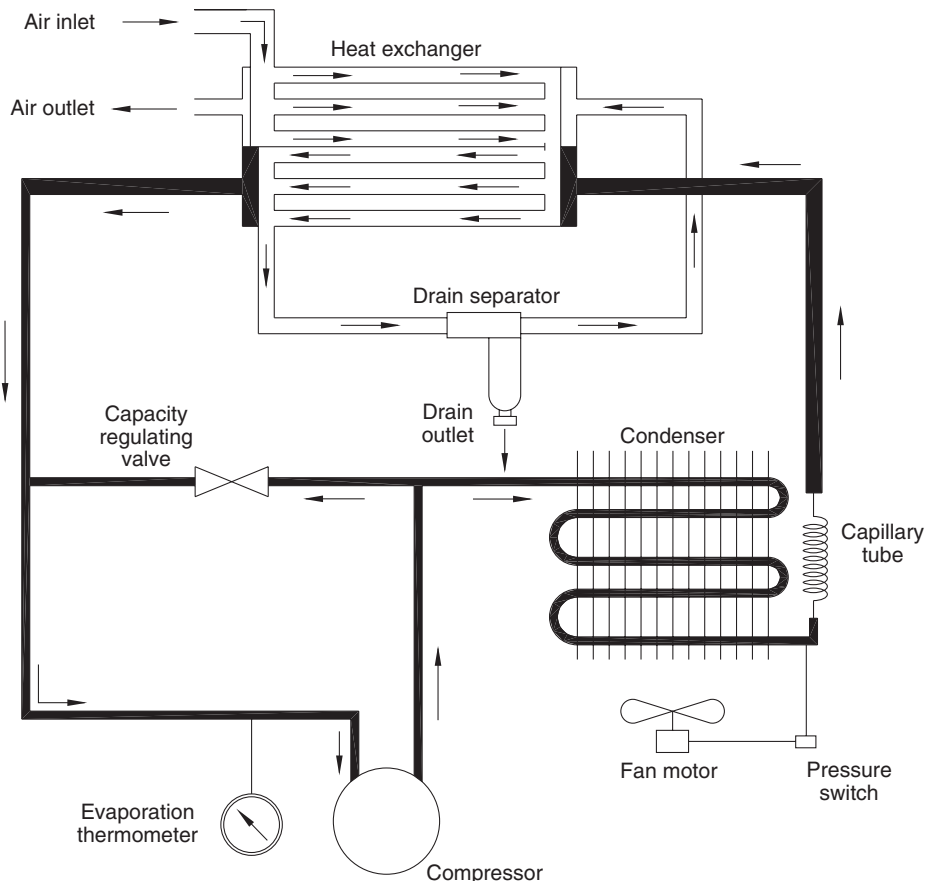 Air inlet
Heat exchanger
Air outlet
Drain separator
Drain
outlet
Capacity
regulating
valve
Condenser
Capillary
tube
Fan motor
Pressure
switch
Evaporation
thermometer
Compressor